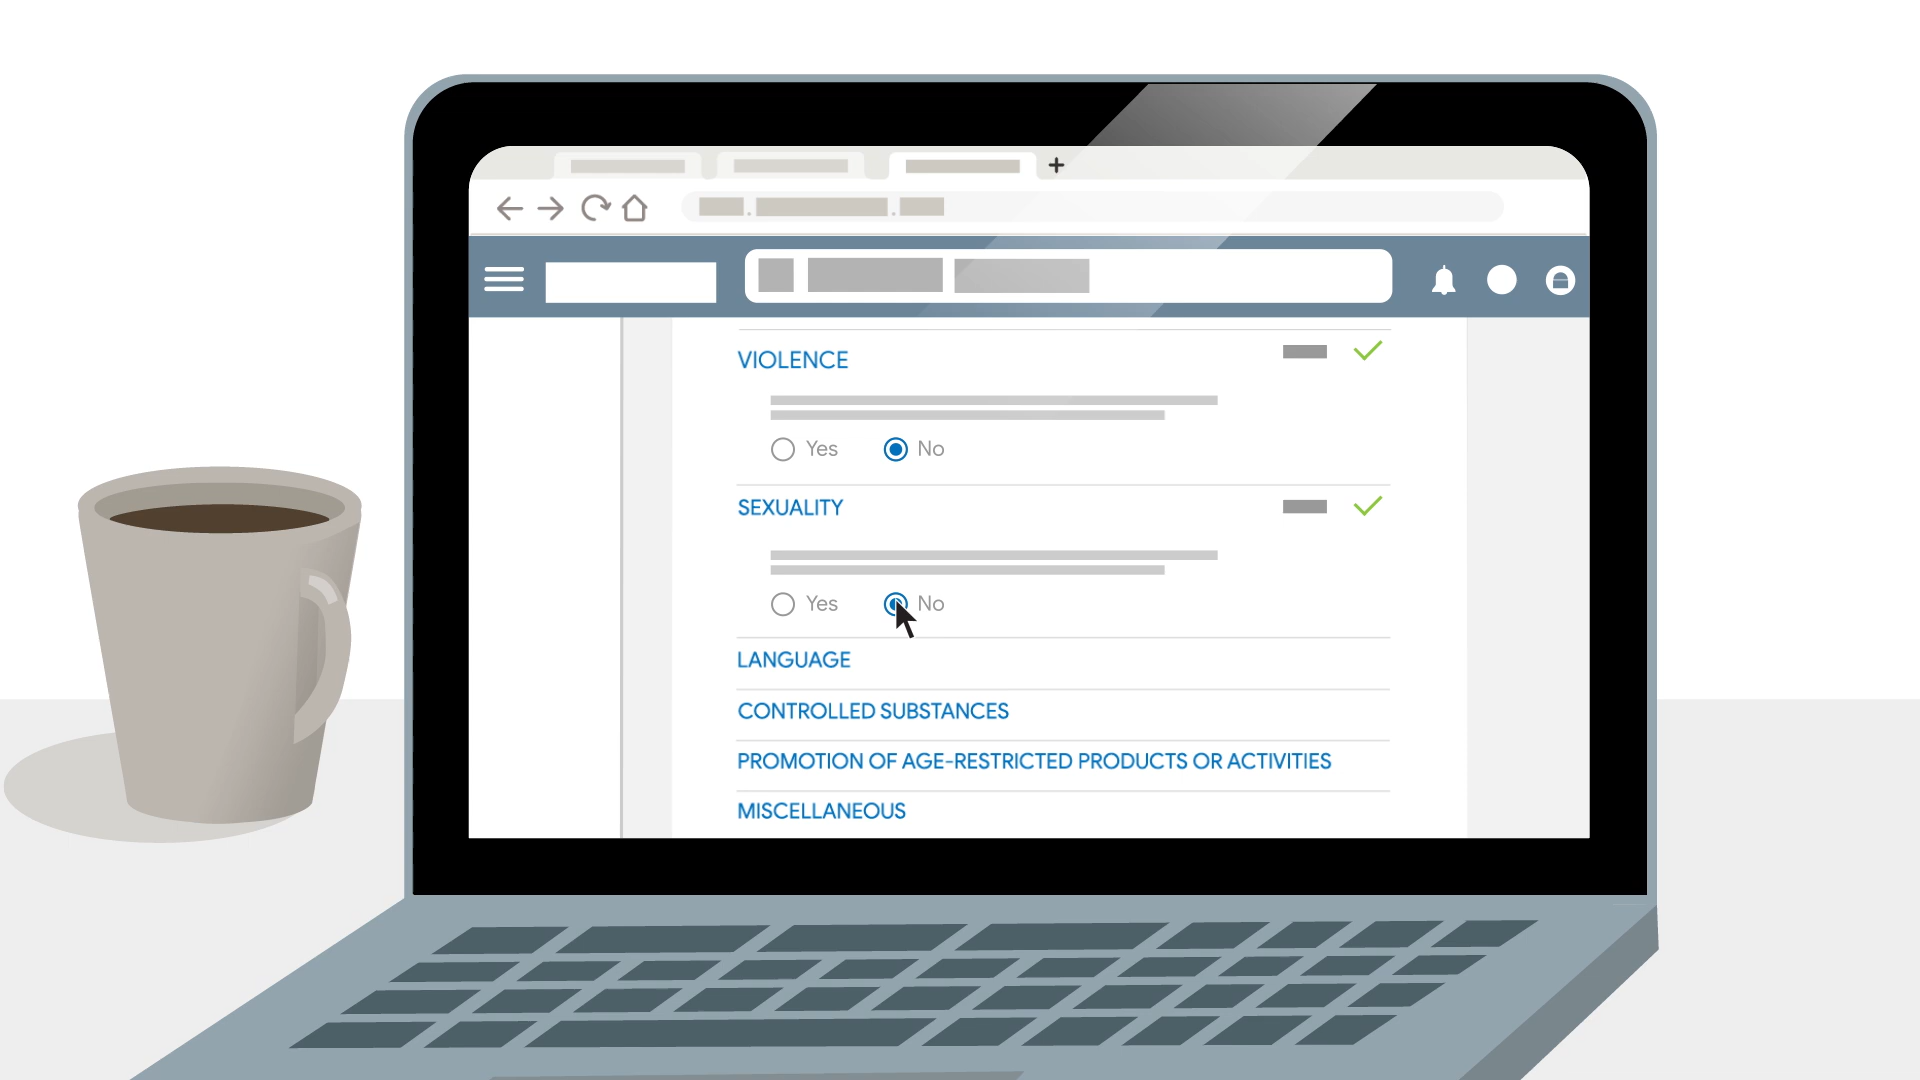 VIOLENCE
Yes No
SEXUALITY
Yes No
LANGUAGE
CONTROLLED SUBSTANCES
PROMOTION OF AGE-RESTRICTED PRODUCTS OR ACTIVITIES
MISCELLANEOUS